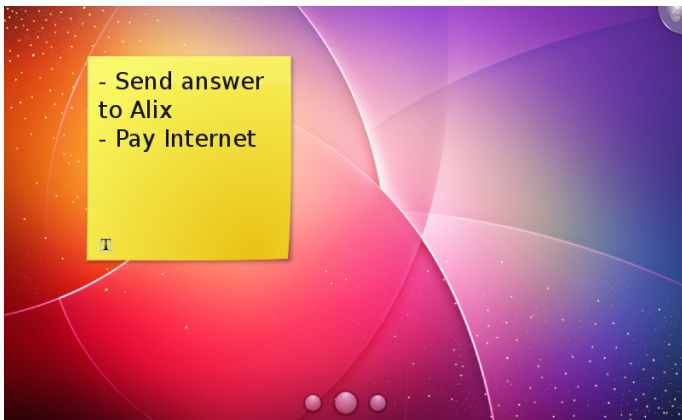 - Send answer
to Alix
- Pay Internet
T